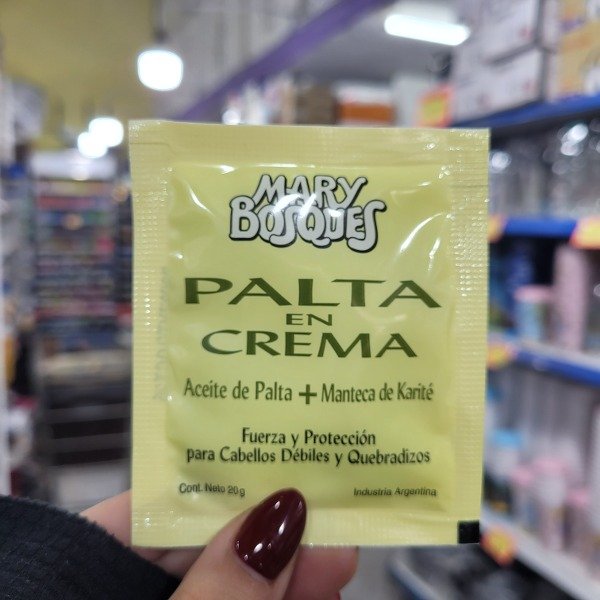 MARY
BOSQUES
PALTA
EN
CREMA
Aceite de Palta + Manteca de Karité
Fuerza y Protección
para Cabellos Débiles y Quebradizos
Cont. Neto 20g Industria Argentina